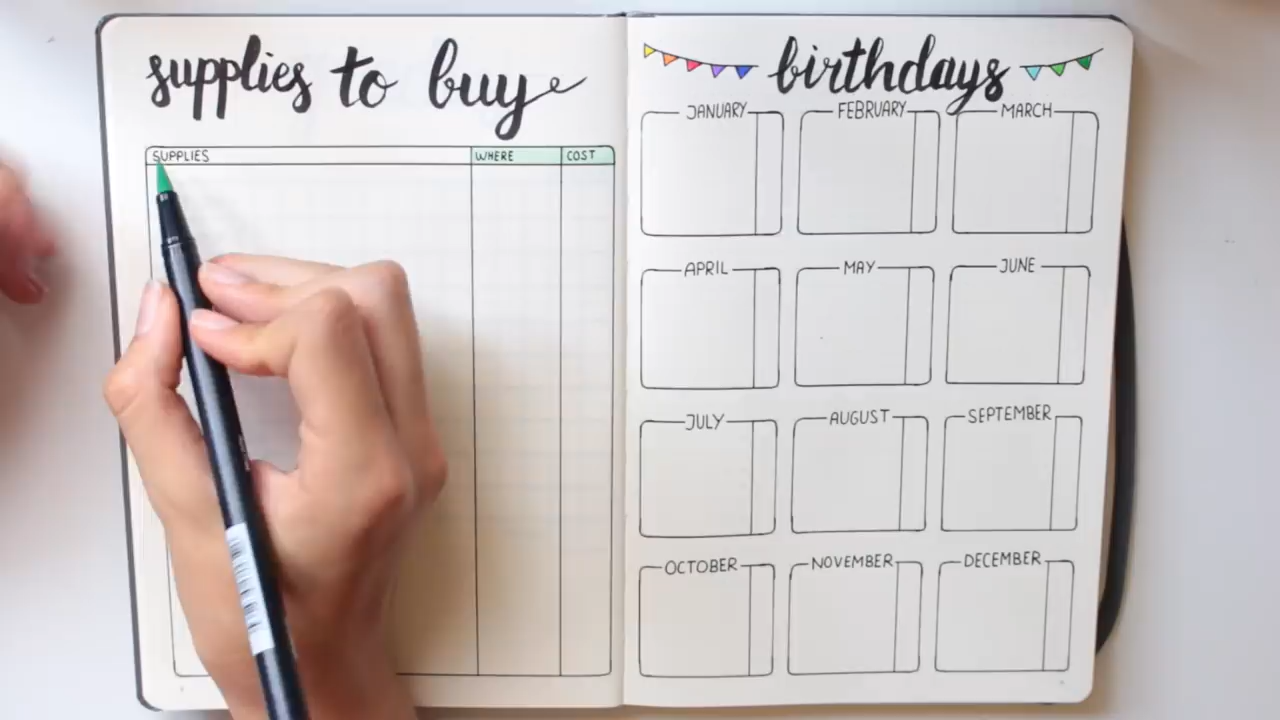 supplies to buy
SUPPLIES WHERE COST
birthdays
JANUARY FEBRUARY MARCH
APRIL MAY JUNE
JULY AUGUST SEPTEMBER
OCTOBER NOVEMBER DECEMBER